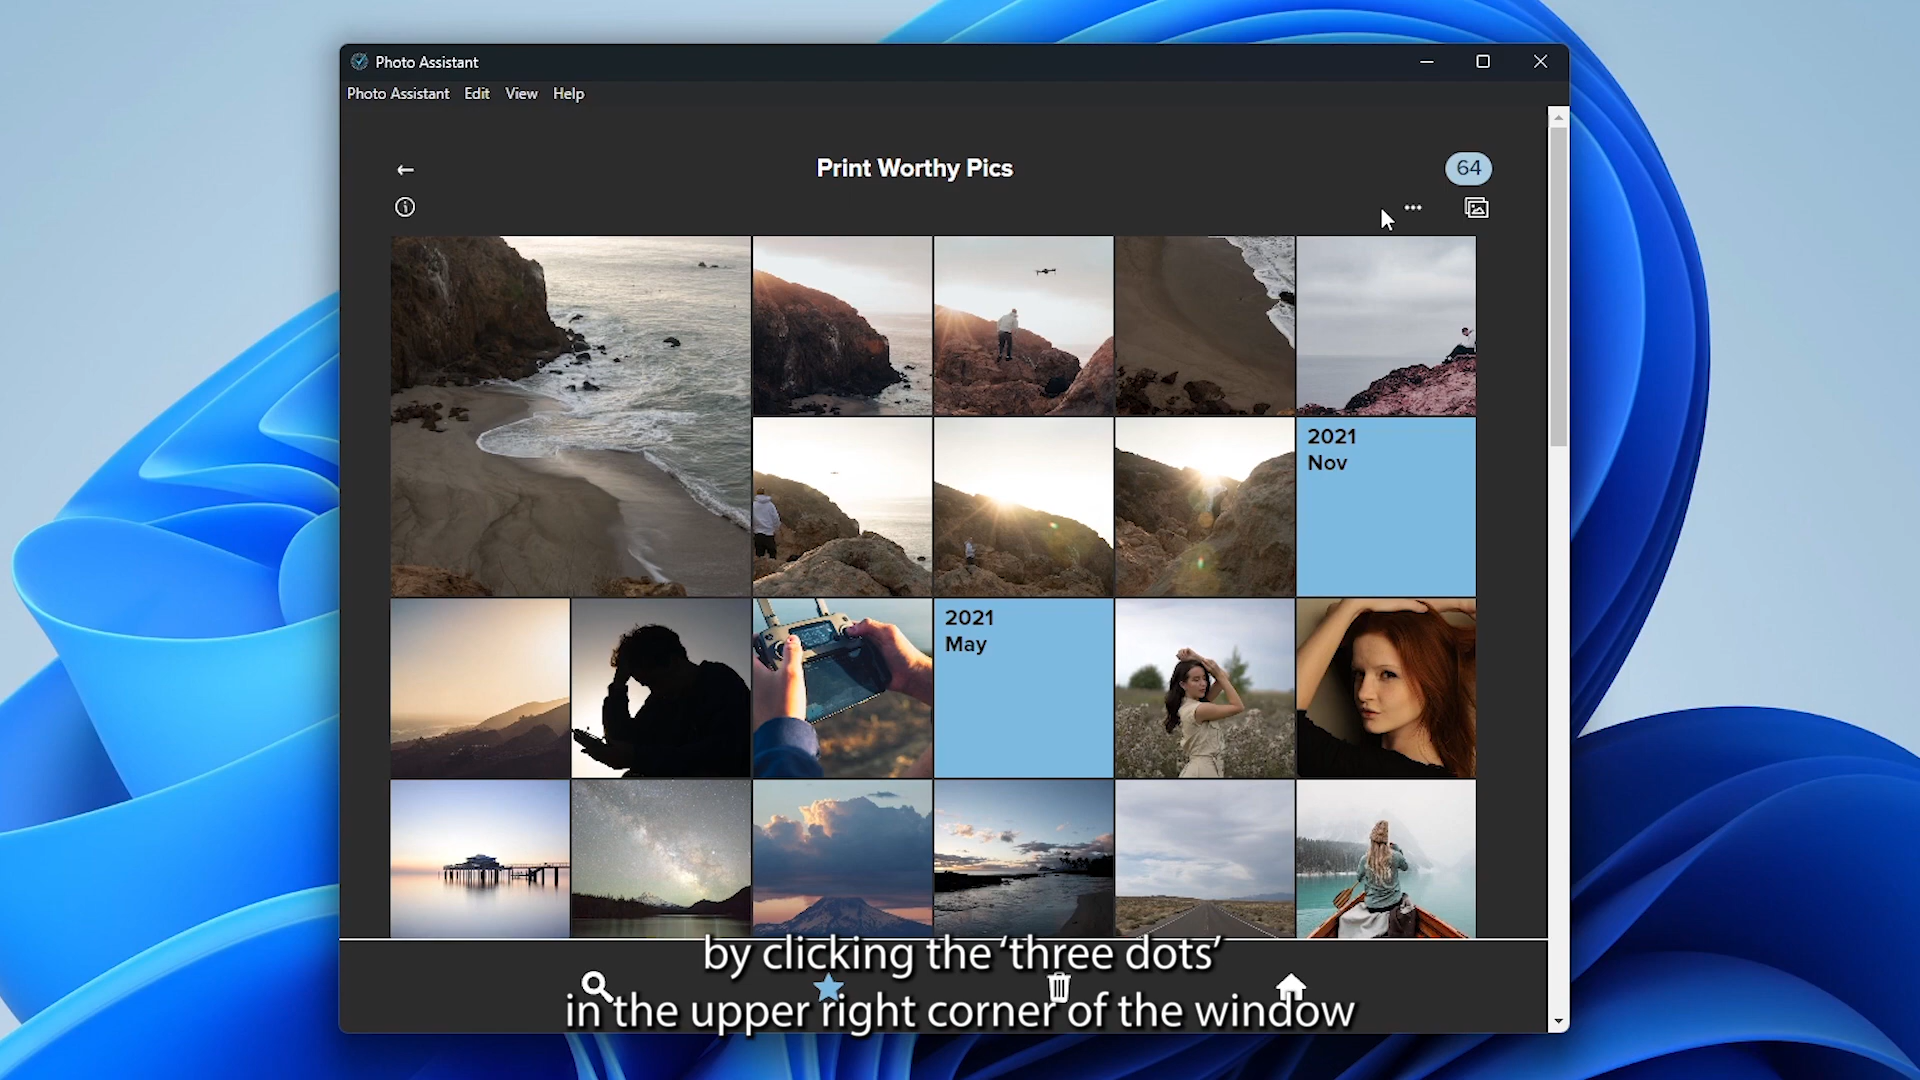 Photo Assistant
Photo Assistant Edit View Help
Print Worthy Pics
64
2021
Nov
2021
May
by clicking the ‘three dots’
in the upper right corner of the window